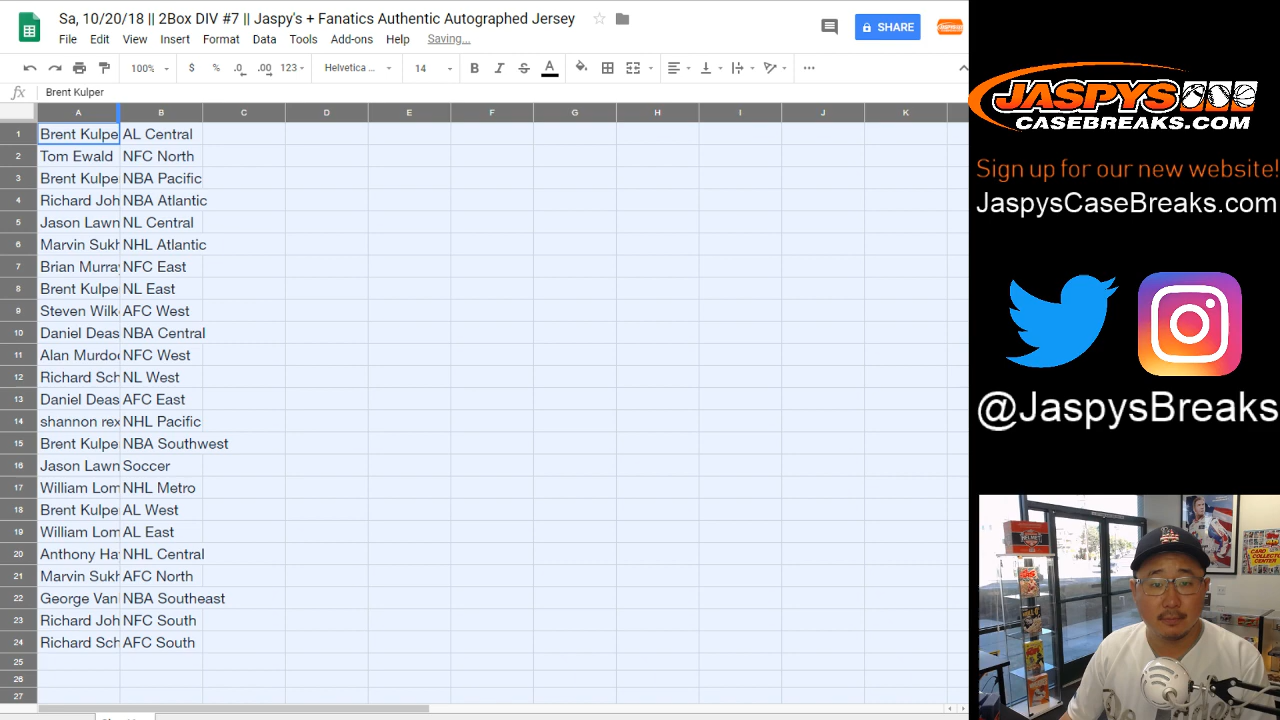 Sa, 10/20/18 || 2Box DIV #7 || Jaspy's + Fanatics Authentic Autographed Jersey
File Edit View Insert Format Data Tools Add-ons Help Saving...
SHARE
100% $ % .0 .00 123 Helvetica ... 14 B I S A
fx Brent Kulper
A B C D E F G H I J K
1 Brent Kulpe AL Central
2 Tom Ewald NFC North
3 Brent Kulpe NBA Pacific
4 Richard Joh NBA Atlantic
5 Jason Lawn NL Central
6 Marvin Sukh NHL Atlantic
7 Brian Murray NFC East
8 Brent Kulpe NL East
9 Steven Wilk AFC West
10 Daniel Deas NBA Central
11 Alan Murdoc NFC West
12 Richard Sch NL West
13 Daniel Deas AFC East
14 shannon rex NHL Pacific
15 Brent Kulpe NBA Southwest
16 Jason Lawn Soccer
17 William Lom NHL Metro
18 Brent Kulpe AL West
19 William Lom AL East
20 Anthony Ha NHL Central
21 Marvin Sukh AFC North
22 George Van NBA Southeast
23 Richard Joh NFC South
24 Richard Sch AFC South
25
26
27
JASPYS
CASEBREAKS.COM
Sign up for our new website!
JaspysCaseBreaks.com
@JaspysBreaks
HELMET